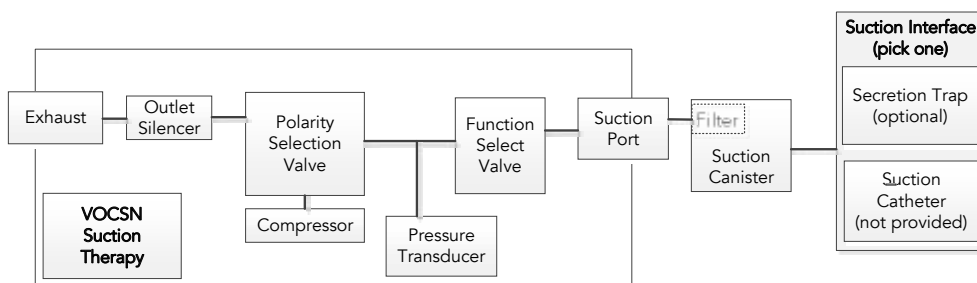 Suction Interface
(pick one)
Exhaust
Outlet
Silencer
Polarity
Selection
Valve
Function
Select
Valve
Suction
Port
Filter
Suction
Canister
Secretion Trap
(optional)
Suction
Catheter
(not provided)
VOCSN
Suction
Therapy
Compressor
Pressure
Transducer